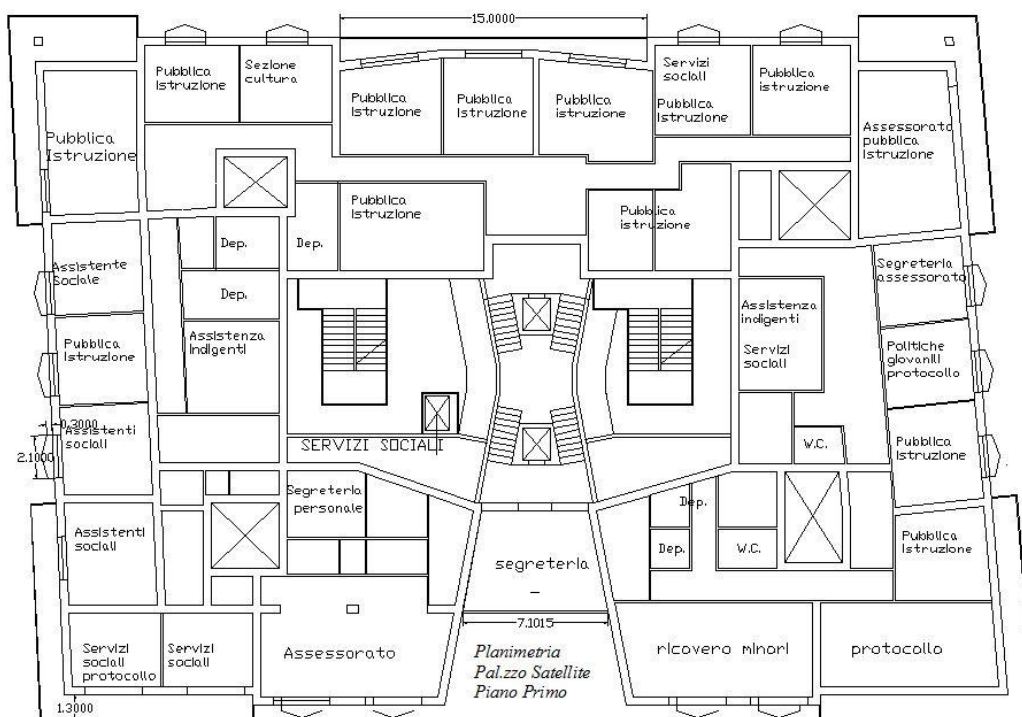 15.0000
Pubblica
Istruzione
Sezione
cultura
Servizi
sociali
Pubblica
Istruzione
Pubblica
istruzione
Pubblica
Istruzione
Pubblica
Istruzione
Pubblica
istruzione
Pubblica
Istruzione
Assessorato
pubblica
Istruzione
Pubblica
Istruzione
Pubblica
istruzione
Dep.
Dep.
Assistente
Sociale
Segreteria
assessorato
Dep.
Assistenza
indigenti
Servizi
sociali
Pubblica
Istruzione
Assistenza
Indigenti
Politiche
giovanili
protocollo
0.3000
Assistenti
sociali
2.1000
SERVIZI SOCIALI
W.C.
Pubblica
Istruzione
Segreteria
personale
Dep.
Assistenti
sociali
Dep.
W.C.
Pubblica
Istruzione
segreteria
7.1015
Servizi
sociali
protocollo
Servizi
sociali
Assessorato
ricovero minori
protocollo
Planimetria
Pal.zzo Satellite
Piano Primo
1.3000